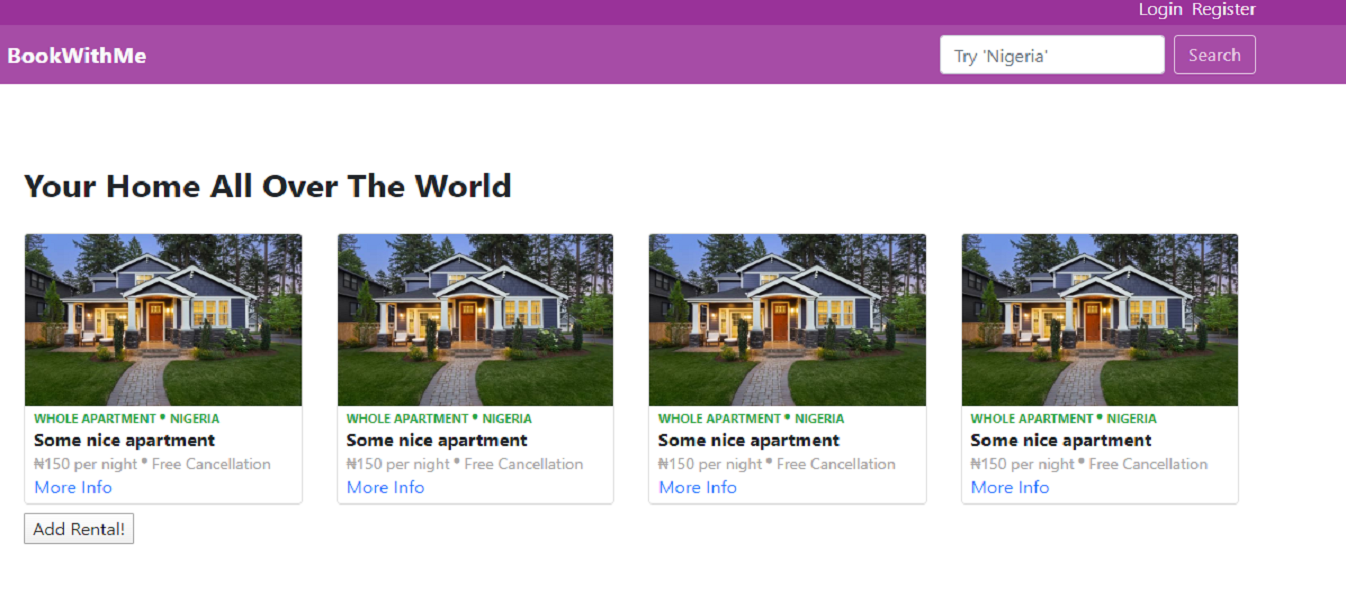 Login Register
BookWithMe
Try 'Nigeria' Search
Your Home All Over The World
WHOLE APARTMENT • NIGERIA
Some nice apartment
₦150 per night • Free Cancellation
More Info
WHOLE APARTMENT • NIGERIA
Some nice apartment
₦150 per night • Free Cancellation
More Info
WHOLE APARTMENT • NIGERIA
Some nice apartment
₦150 per night • Free Cancellation
More Info
WHOLE APARTMENT • NIGERIA
Some nice apartment
₦150 per night • Free Cancellation
More Info
Add Rental!